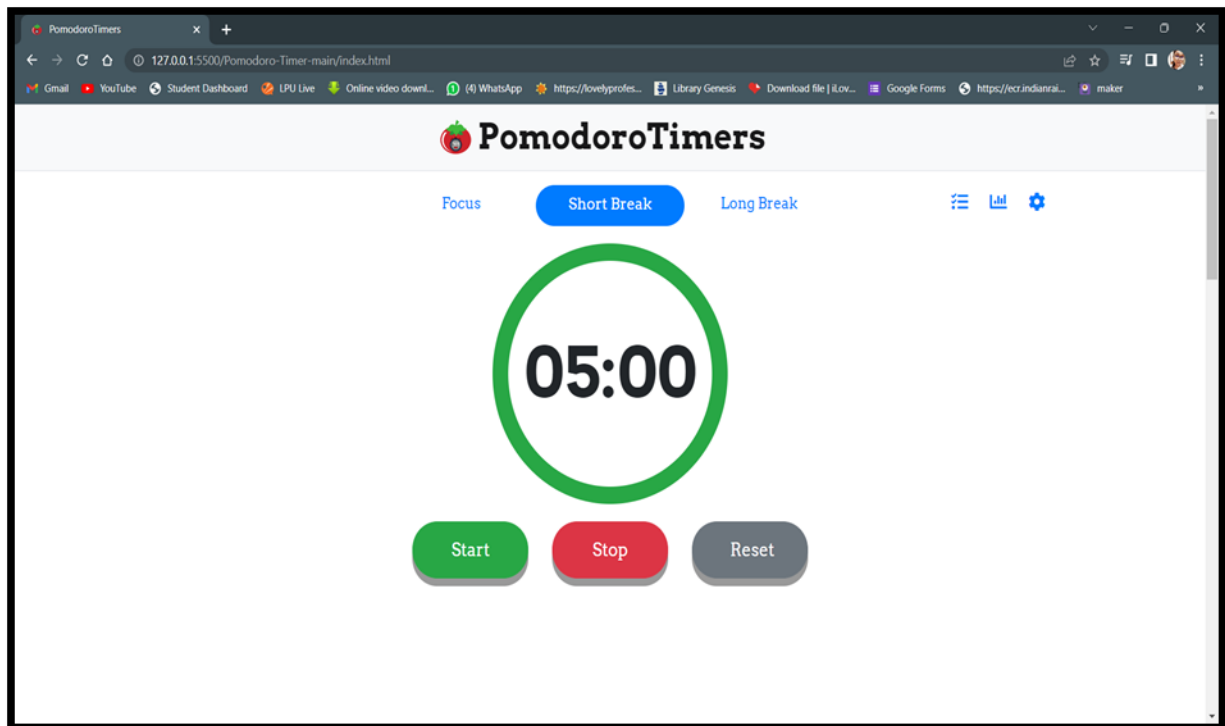 PomodoroTimers
127.0.0.1:5500/Pomodoro-Timer-main/index.html
Gmail YouTube Student Dashboard LPU Live Online video downl... (4) WhatsApp https://lovelyprofes... Library Genesis Download file | iLov... Google Forms https://ecr.indianrai... maker
PomodoroTimers
Focus Short Break Long Break
05:00
Start Stop Reset